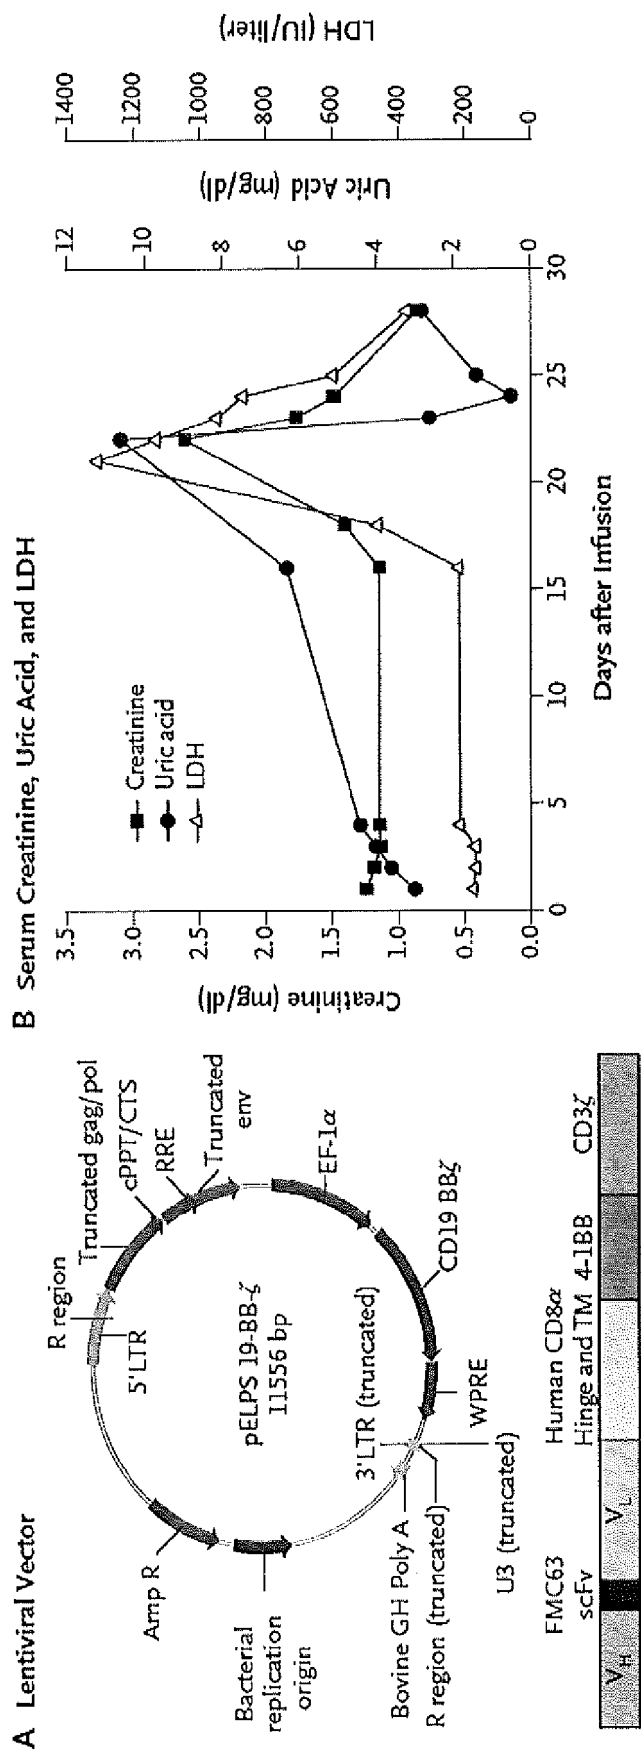 A Lentiviral Vector
R region
Truncated gag/pol
5'LTR
cPPT/CTS
RRE
Truncated
env
EF-1α
CD19 BBζ
pELPS 19-BB-ζ
11556 bp
3'LTR (truncated)
WPRE
Amp R
Bacterial
replication
origin
Bovine GH Poly A
R region (truncated)
U3 (truncated)
FMC63
scFv
Human CD8α
Hinge and TM
4-1BB
CD3ζ
V_H
V_L
B Serum Creatinine, Uric Acid, and LDH
Creatinine
Uric acid
LDH
Creatinine (mg/dl)
3.5
3.0
2.5
2.0
1.5
1.0
0.5
0.0
0
5
10
15
20
25
30
Days after Infusion
Uric Acid (mg/dl)
12
10
8
6
4
2
0
LDH (IU/liter)
1400
1200
1000
800
600
400
200
0